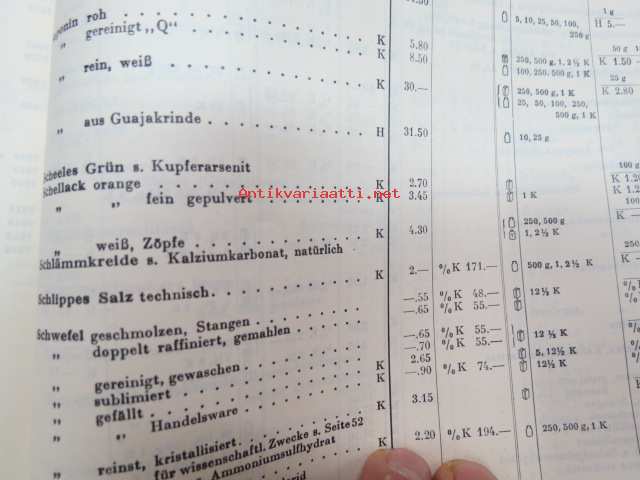 roh
„ gereinigt „Q“ K 5.80 5, 10, 25, 50, 100, 250 g 1 g H 5.—
K 8.50 250, 500 g, 1, 2½ K 50 g
„ rein, weiß 100, 250, 500 g, 1 K K 1.50
K 30.— 250, 500 g, 1 K 25 g K 2.80
25, 50, 100, 250, 500 g, 1 K
„ aus Guajakrinde H 31.50 10, 25 g
Scheeles Grün s. Kupferarsenit
Schellack orange K 2.70 100 g K 1.20
„ „ fein gepulvert K 3.45 1 K
Antikvariaatti.net
„ weiß, Zöpfe K 4.30 250, 500 g 1, 2½ K K.—
Schlämmkreide s. Kalziumkarbonat, natürlich
K 2.— % K 171.— 500 g, 1, 2½ K
Schlippes Salz technisch
—.55 % K 48.— 12½ K
Schwefel geschmolzen, Stangen —.65 % K 55.—
„ doppelt raffiniert, gemahlen
—.65 % K 55.— 12½ K
—.70 % K 55.—
„ gereinigt, gewaschen K 2.65 5, 12½ K
„ sublimiert K —.90 % K 74.— 12½ K
„ gefällt
„ „ Handelsware K 3.15
„ reinst, kristallisiert
für wissenschaftl. Zwecke s. Seite 52
K 2.20 % K 194.— 250, 500 g, 1 K
Ammoniumsulfhydrat